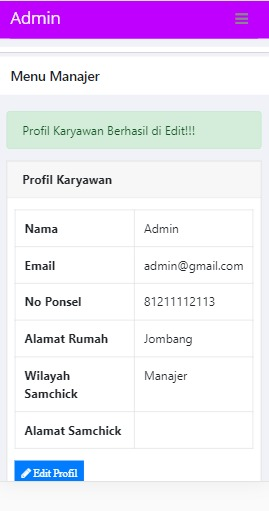 Admin
Menu Manajer
Profil Karyawan Berhasil di Edit!!!
Profil Karyawan
Nama Admin
Email admin@gmail.com
No Ponsel 81211112113
Alamat Rumah Jombang
Wilayah Manajer
Samchick
Alamat Samchick
Edit Profil